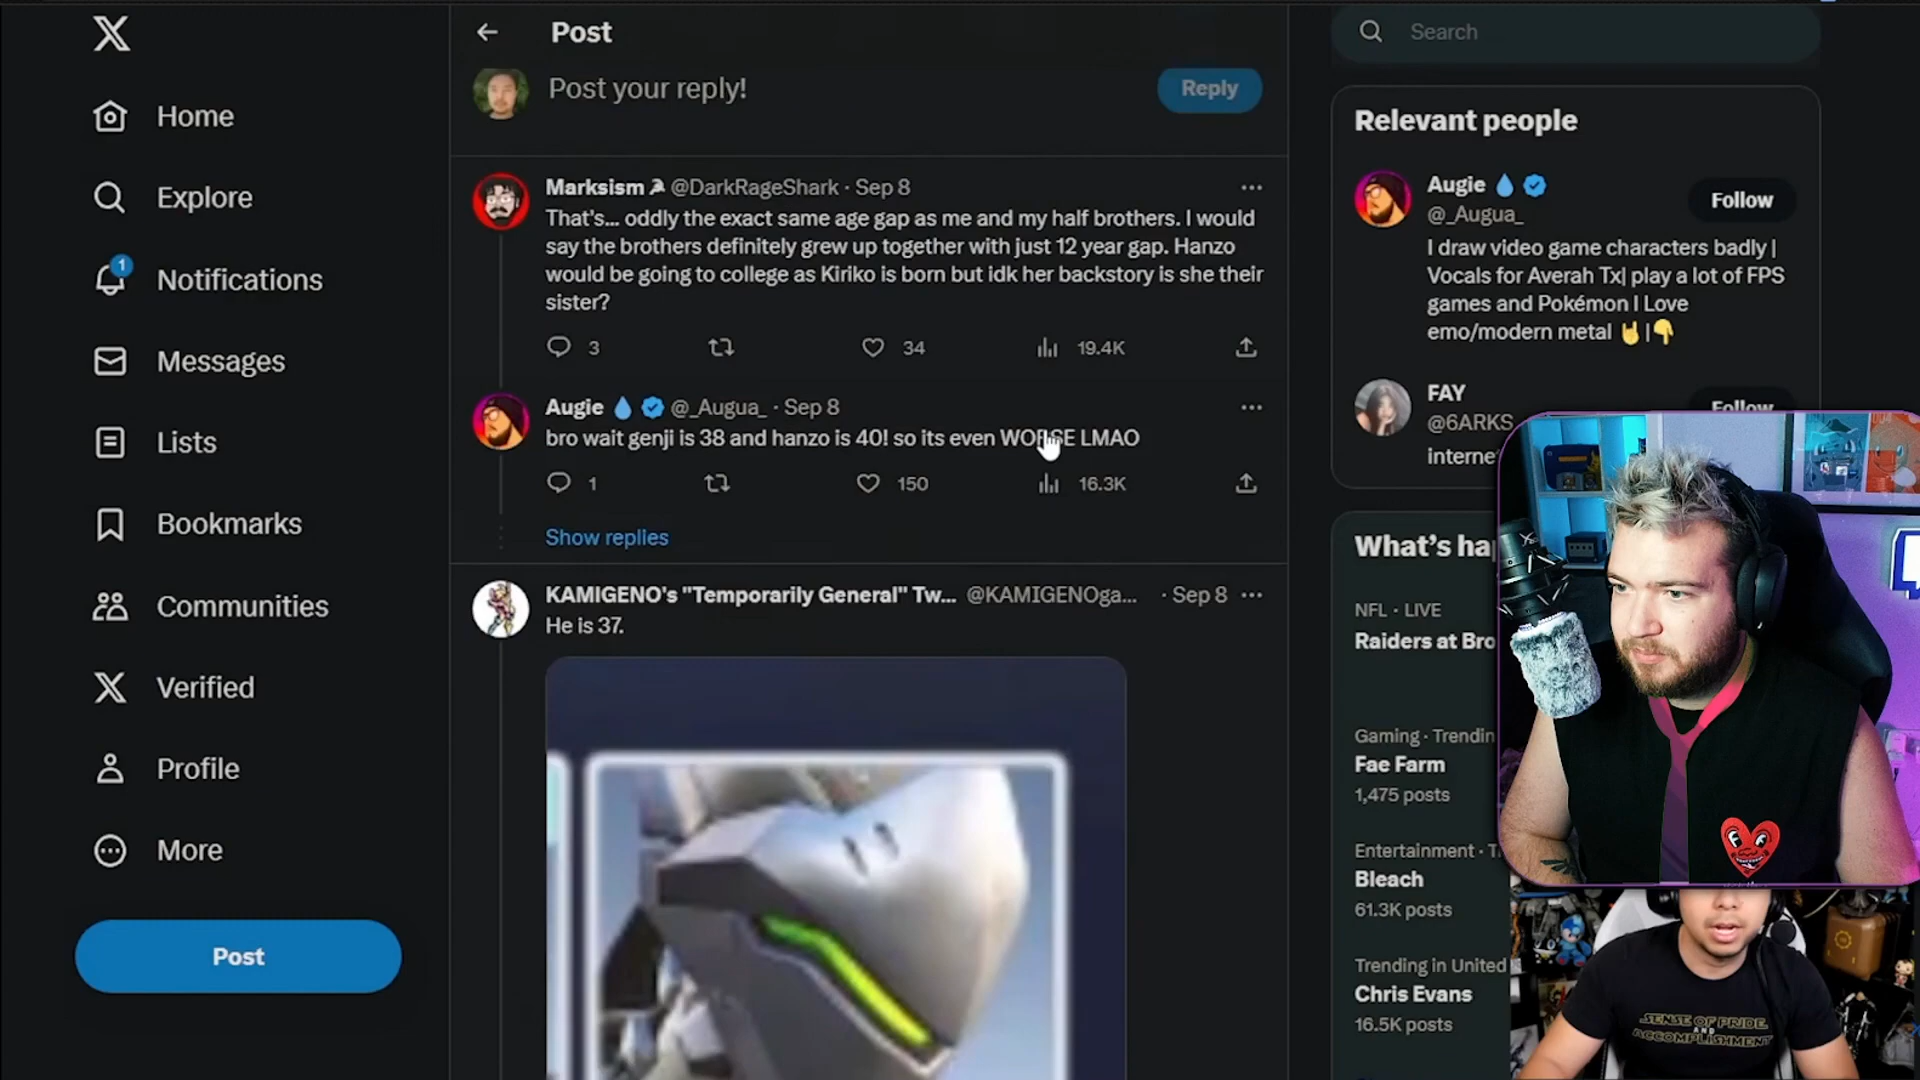 Home
Explore
1
Notifications
Messages
Lists
Bookmarks
Communities
Verified
Profile
More
Post
Post
Post your reply!
Reply
Marksism @DarkRageShark · Sep 8
That's... oddly the exact same age gap as me and my half brothers. I would
say the brothers definitely grew up together with just 12 year gap. Hanzo
would be going to college as Kiriko is born but idk her backstory is she their
sister?
3
34
19.4K
Augie @_Augua_ · Sep 8
bro wait genji is 38 and hanzo is 40! so its even WORSE LMAO
1
150
16.3K
Show replies
KAMIGENO's "Temporarily General" Tw... @KAMIGENOga... · Sep 8
He is 37.
Search
Relevant people
Augie
@_Augua_
Follow
I draw video game characters badly |
Vocals for Averah Tx| play a lot of FPS
games and Pokémon I Love
emo/modern metal 🤘|👇
FAY
@6ARKS
Follow
What's ha
NFL · LIVE
Raiders at Bro
Gaming · Trendin
Fae Farm
1,475 posts
Entertainment · T
Bleach
61.3K posts
Trending in United
Chris Evans
16.5K posts
SENSE OF PRIDE
AND
ACCOMPLISHMENT